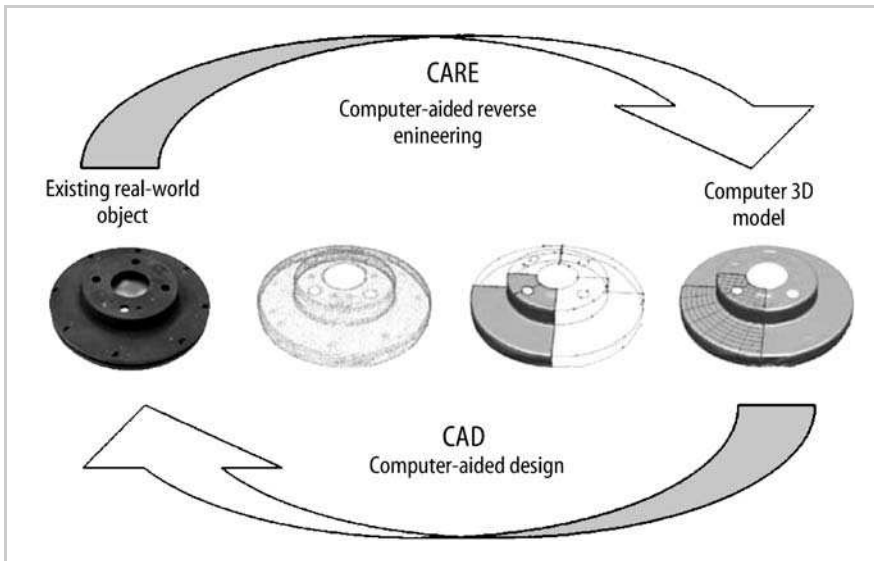 CARE
Computer-aided reverse
enineering
Existing real-world
object
Computer 3D
model
CAD
Computer-aided design